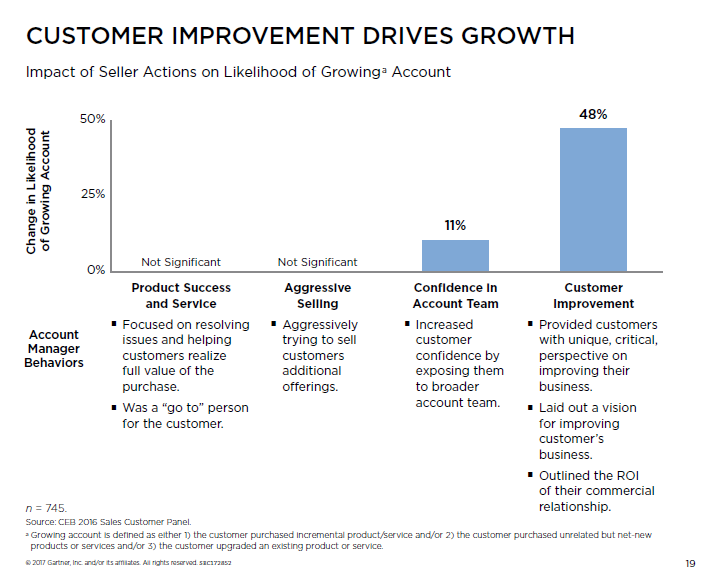 CUSTOMER IMPROVEMENT DRIVES GROWTH
Impact of Seller Actions on Likelihood of Growingᵃ Account
Change in Likelihood
of Growing Account
50%
25%
0%
Not Significant
Not Significant
11%
48%
Product Success
and Service
Aggressive
Selling
Confidence in
Account Team
Customer
Improvement
Account
Manager
Behaviors
▪ Focused on resolving
issues and helping
customers realize
full value of the
purchase.
▪ Was a “go to” person
for the customer.
▪ Aggressively
trying to sell
customers
additional
offerings.
▪ Increased
customer
confidence by
exposing them
to broader
account team.
▪ Provided customers
with unique, critical,
perspective on
improving their
business.
▪ Laid out a vision
for improving
customer’s
business.
▪ Outlined the ROI
of their commercial
relationship.
n = 745.
Source: CEB 2016 Sales Customer Panel.
ᵃ Growing account is defined as either 1) the customer purchased incremental product/service and/or 2) the customer purchased unrelated but net-new
products or services and/or 3) the customer upgraded an existing product or service.
© 2017 Gartner, Inc. and/or its affiliates. All rights reserved. SEC172852
19